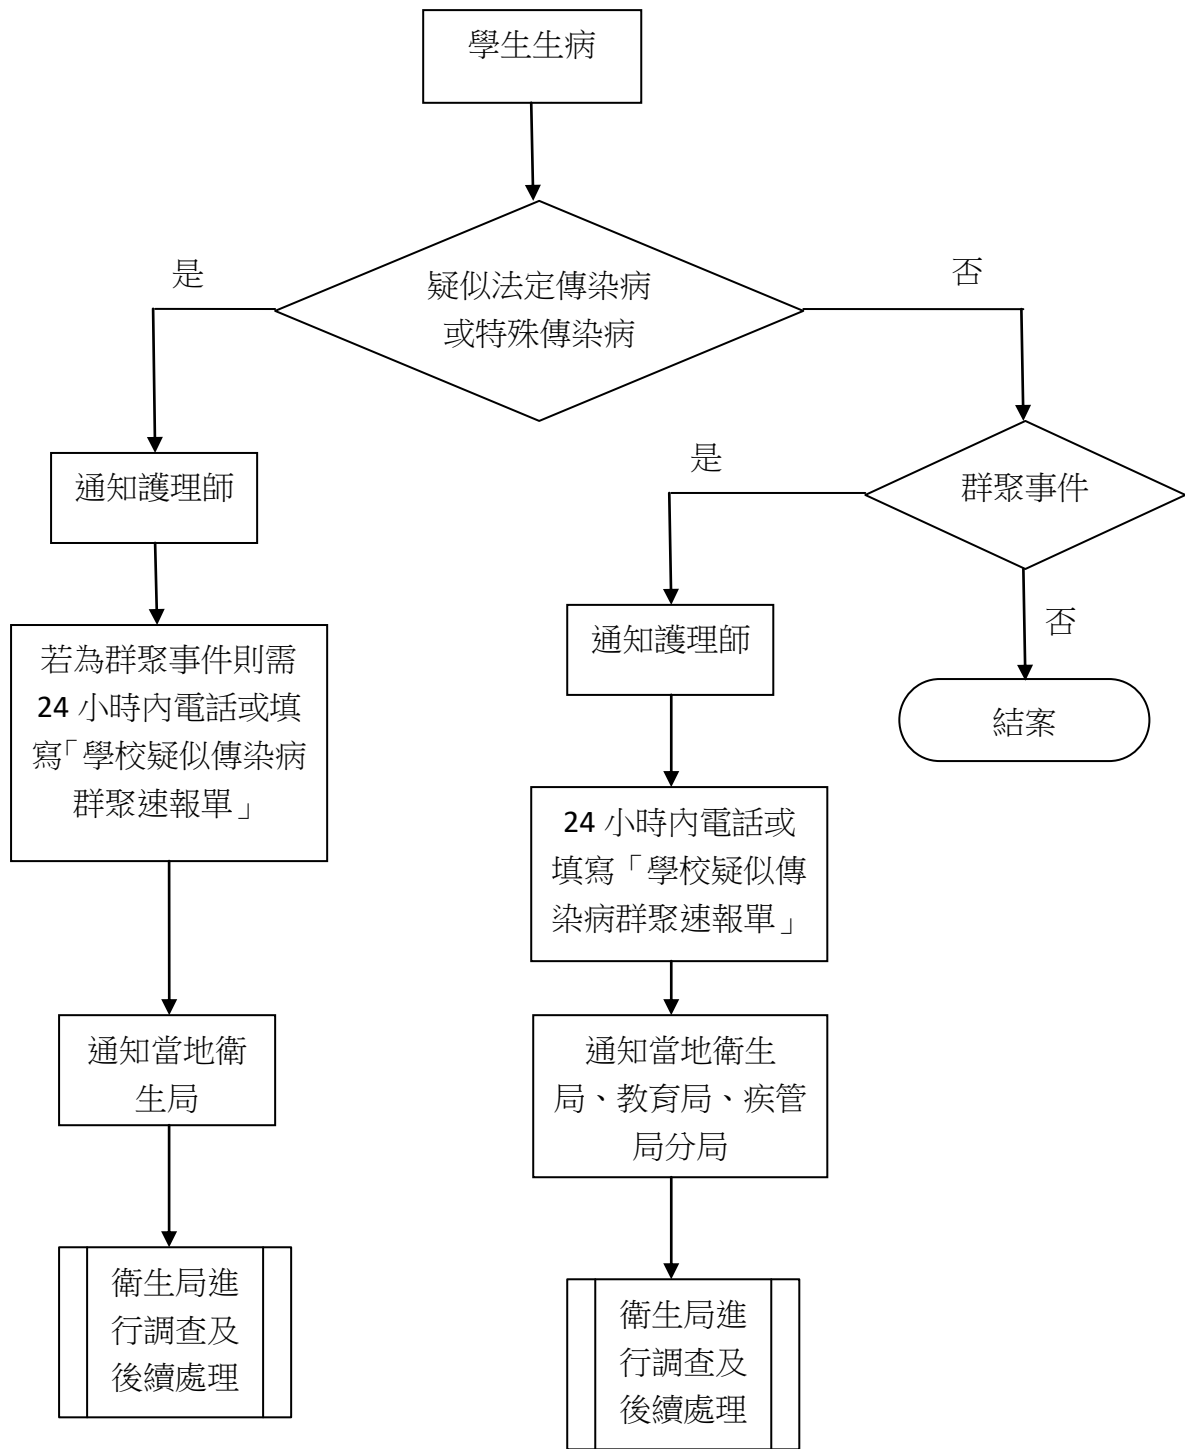 學生生病
疑似法定傳染病
或特殊傳染病
是
否
通知護理師
若為群聚事件則需
24 小時內電話或填
寫「學校疑似傳染病
群聚速報單」
通知當地衛
生局
衛生局進
行調查及
後續處理
群聚事件
是
否
結案
通知護理師
24 小時內電話或
填寫「學校疑似傳
染病群聚速報單」
通知當地衛生
局、教育局、疾管
局分局
衛生局進
行調查及
後續處理